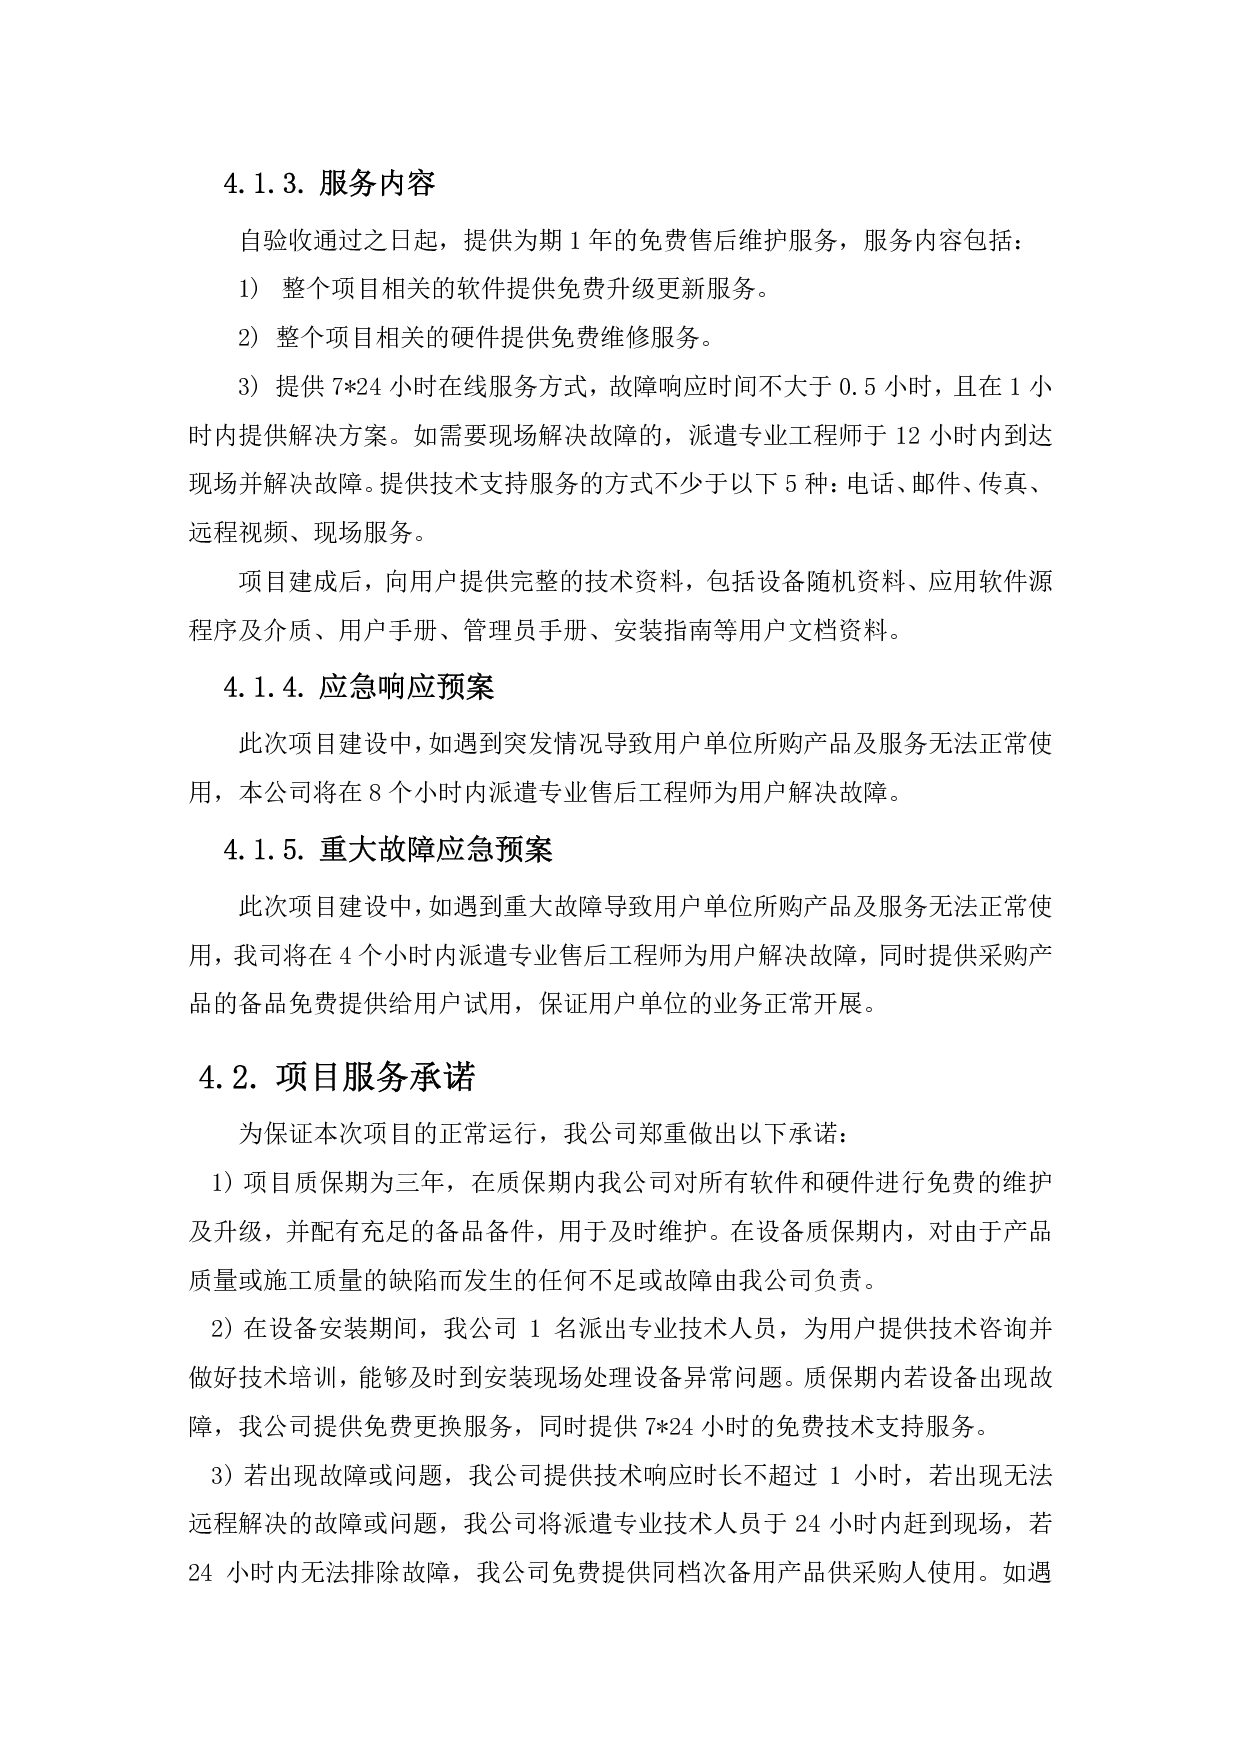 4.1.3. 服务内容
自验收通过之日起，提供为期 1 年的免费售后维护服务，服务内容包括：
1） 整个项目相关的软件提供免费升级更新服务。
2）整个项目相关的硬件提供免费维修服务。
3）提供 7*24 小时在线服务方式，故障响应时间不大于 0.5 小时，且在 1 小
时内提供解决方案。如需要现场解决故障的，派遣专业工程师于 12 小时内到达
现场并解决故障。提供技术支持服务的方式不少于以下 5 种：电话、邮件、传真、
远程视频、现场服务。
项目建成后，向用户提供完整的技术资料，包括设备随机资料、应用软件源
程序及介质、用户手册、管理员手册、安装指南等用户文档资料。
4.1.4. 应急响应预案
此次项目建设中，如遇到突发情况导致用户单位所购产品及服务无法正常使
用，本公司将在 8 个小时内派遣专业售后工程师为用户解决故障。
4.1.5. 重大故障应急预案
此次项目建设中，如遇到重大故障导致用户单位所购产品及服务无法正常使
用，我司将在 4 个小时内派遣专业售后工程师为用户解决故障，同时提供采购产
品的备品免费提供给用户试用，保证用户单位的业务正常开展。
4.2. 项目服务承诺
为保证本次项目的正常运行，我公司郑重做出以下承诺：
1）项目质保期为三年，在质保期内我公司对所有软件和硬件进行免费的维护
及升级，并配有充足的备品备件，用于及时维护。在设备质保期内，对由于产品
质量或施工质量的缺陷而发生的任何不足或故障由我公司负责。
2）在设备安装期间，我公司 1 名派出专业技术人员，为用户提供技术咨询并
做好技术培训，能够及时到安装现场处理设备异常问题。质保期内若设备出现故
障，我公司提供免费更换服务，同时提供 7*24 小时的免费技术支持服务。
3）若出现故障或问题，我公司提供技术响应时长不超过 1 小时，若出现无法
远程解决的故障或问题，我公司将派遣专业技术人员于 24 小时内赶到现场，若
24 小时内无法排除故障，我公司免费提供同档次备用产品供采购人使用。如遇